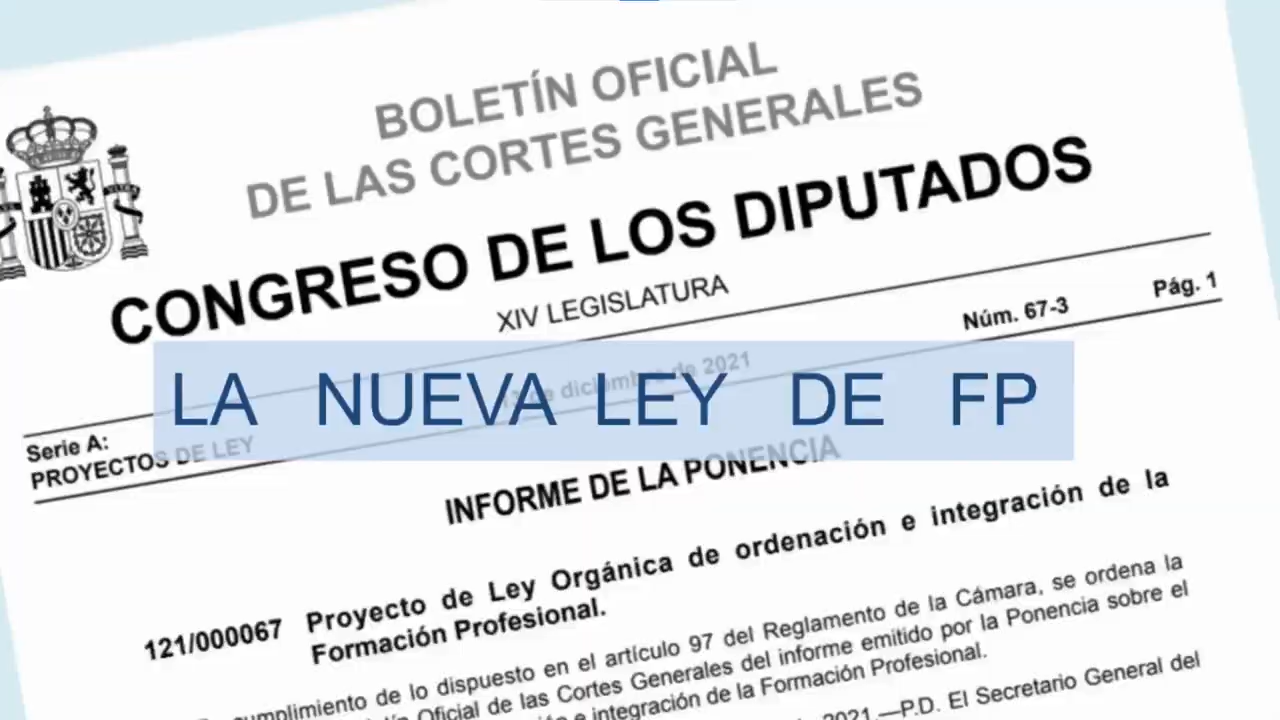 BOLETÍN OFICIAL
DE LAS CORTES GENERALES
CONGRESO DE LOS DIPUTADOS
XIV LEGISLATURA
Serie A:
PROYECTOS DE LEY
de diciembre de 2021
Núm. 67-3
Pág. 1
LA NUEVA LEY DE FP
INFORME DE LA PONENCIA
121/000067 Proyecto de Ley Orgánica de ordenación e integración de la
Formación Profesional.
cumplimiento de lo dispuesto en el artículo 97 del Reglamento de la Cámara, se ordena la
Oficial de las Cortes Generales del informe emitido por la Ponencia sobre el
e integración de la Formación Profesional.
2021.—P.D. El Secretario General del